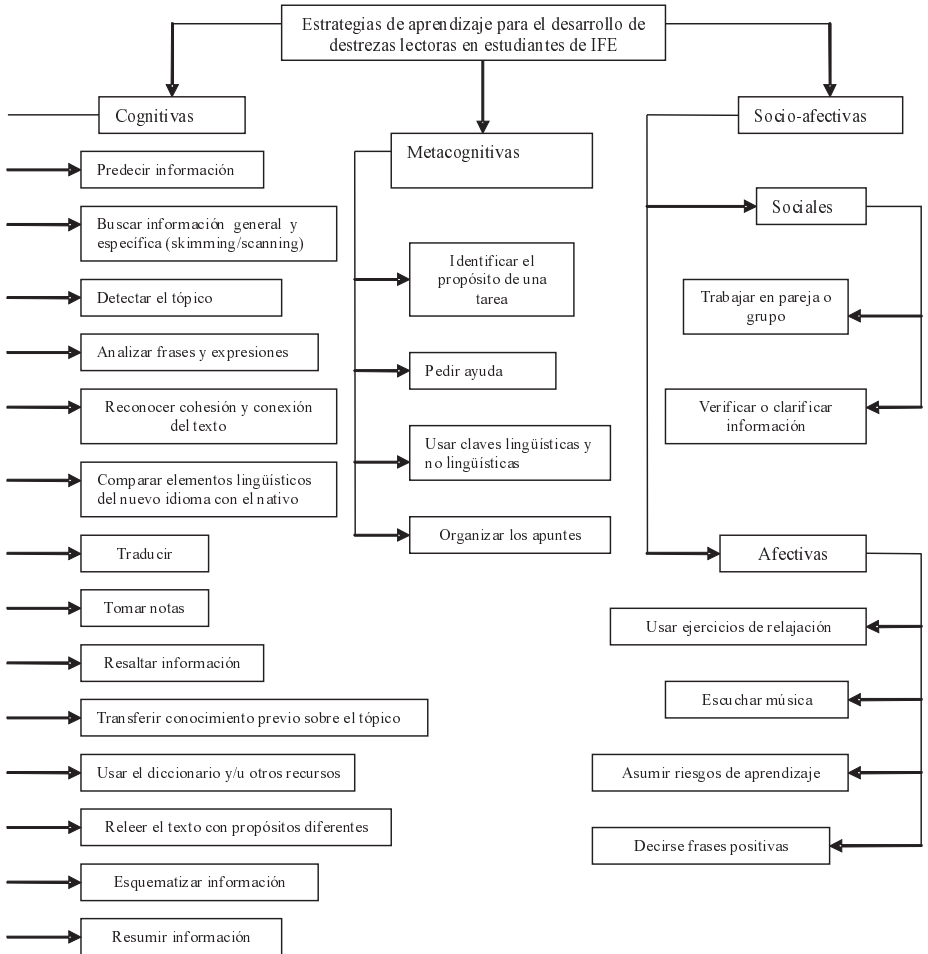 Estrategias de aprendizaje para el desarrollo de
destrezas lectoras en estudiantes de IFE
Cognitivas
Predecir información
Buscar información general y
específica (skimming/scanning)
Detectar el tópico
Analizar frases y expresiones
Reconocer cohesión y conexión
del texto
Comparar elementos lingüísticos
del nuevo idioma con el nativo
Traducir
Tomar notas
Resaltar información
Transferir conocimiento previo sobre el tópico
Usar el diccionario y/u otros recursos
Releer el texto con propósitos diferentes
Esquematizar información
Resumir información
Metacognitivas
Identificar el
propósito de una
tarea
Pedir ayuda
Usar claves lingüísticas y
no lingüísticas
Organizar los apuntes
Socio-afectivas
Sociales
Trabajar en pareja o
grupo
Verificar o clarificar
información
Afectivas
Usar ejercicios de relajación
Escuchar música
Asumir riesgos de aprendizaje
Decirse frases positivas